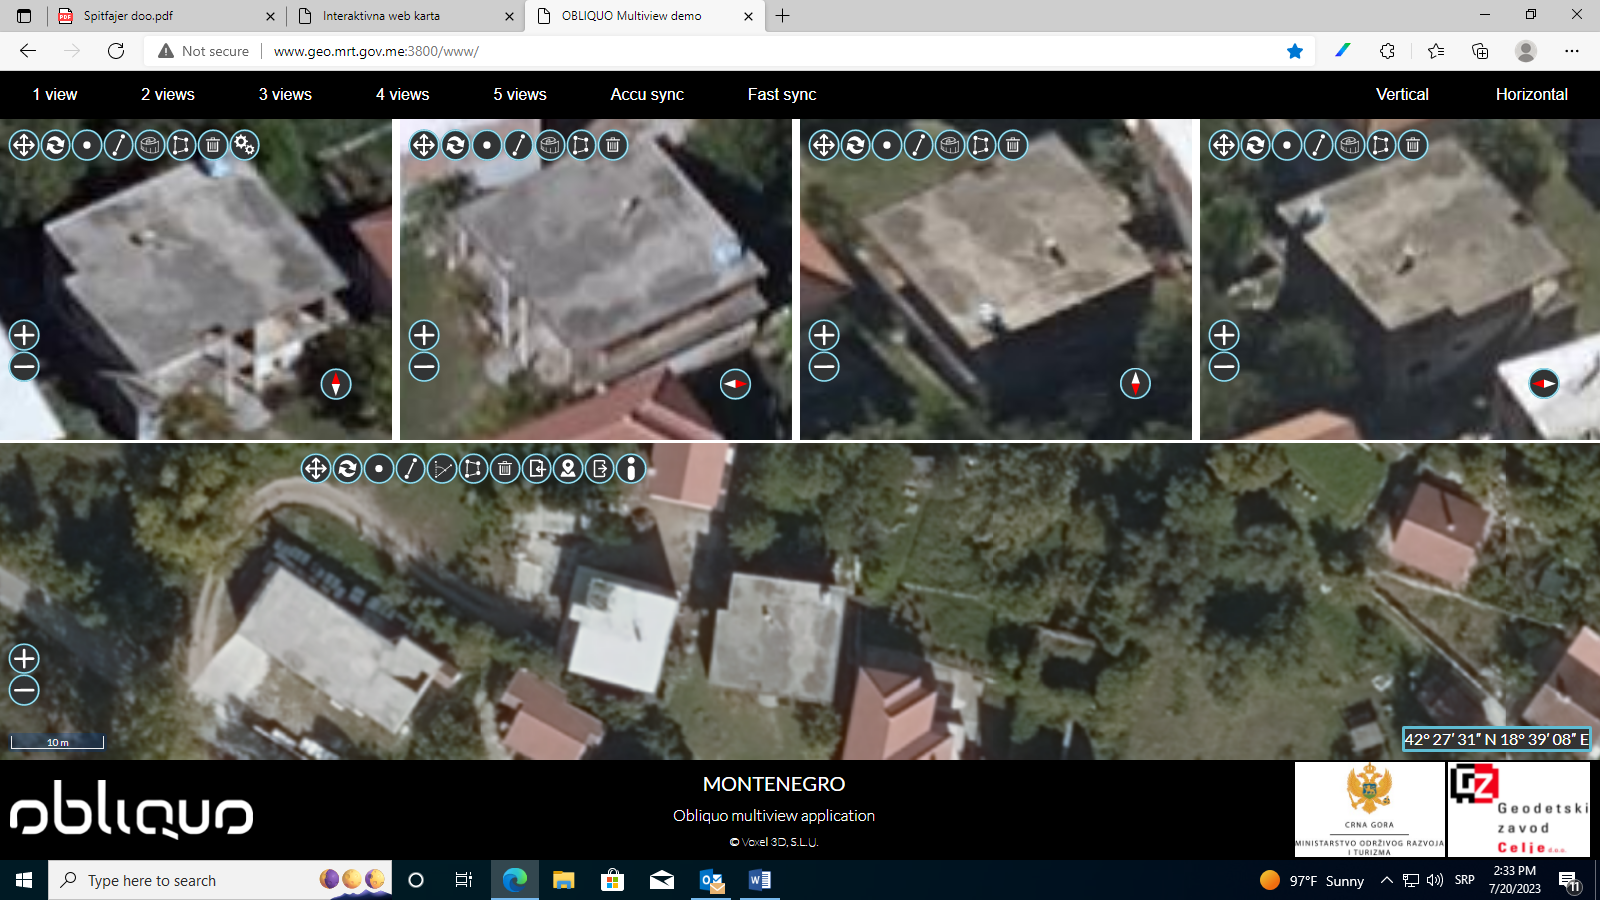 Spitfajer doo.pdf
Interaktivna web karta
OBLIQUO Multiview demo
Not secure
www.geo.mrt.gov.me:3800/www/
1 view
2 views
3 views
4 views
5 views
Accu sync
Fast sync
Vertical
Horizontal
10 m
42° 27′ 31″ N 18° 39′ 08″ E
obliquo
MONTENEGRO
Obliquo multiview application
© Voxel 3D, S.L.U.
CRNA GORA
MINISTARSTVO ODRŽIVOG RAZVOJA
I TURIZMA
GZ
Geodetski
zavod
Celje d.o.o.
Type here to search
97°F Sunny
SRP
2:33 PM
7/20/2023
11